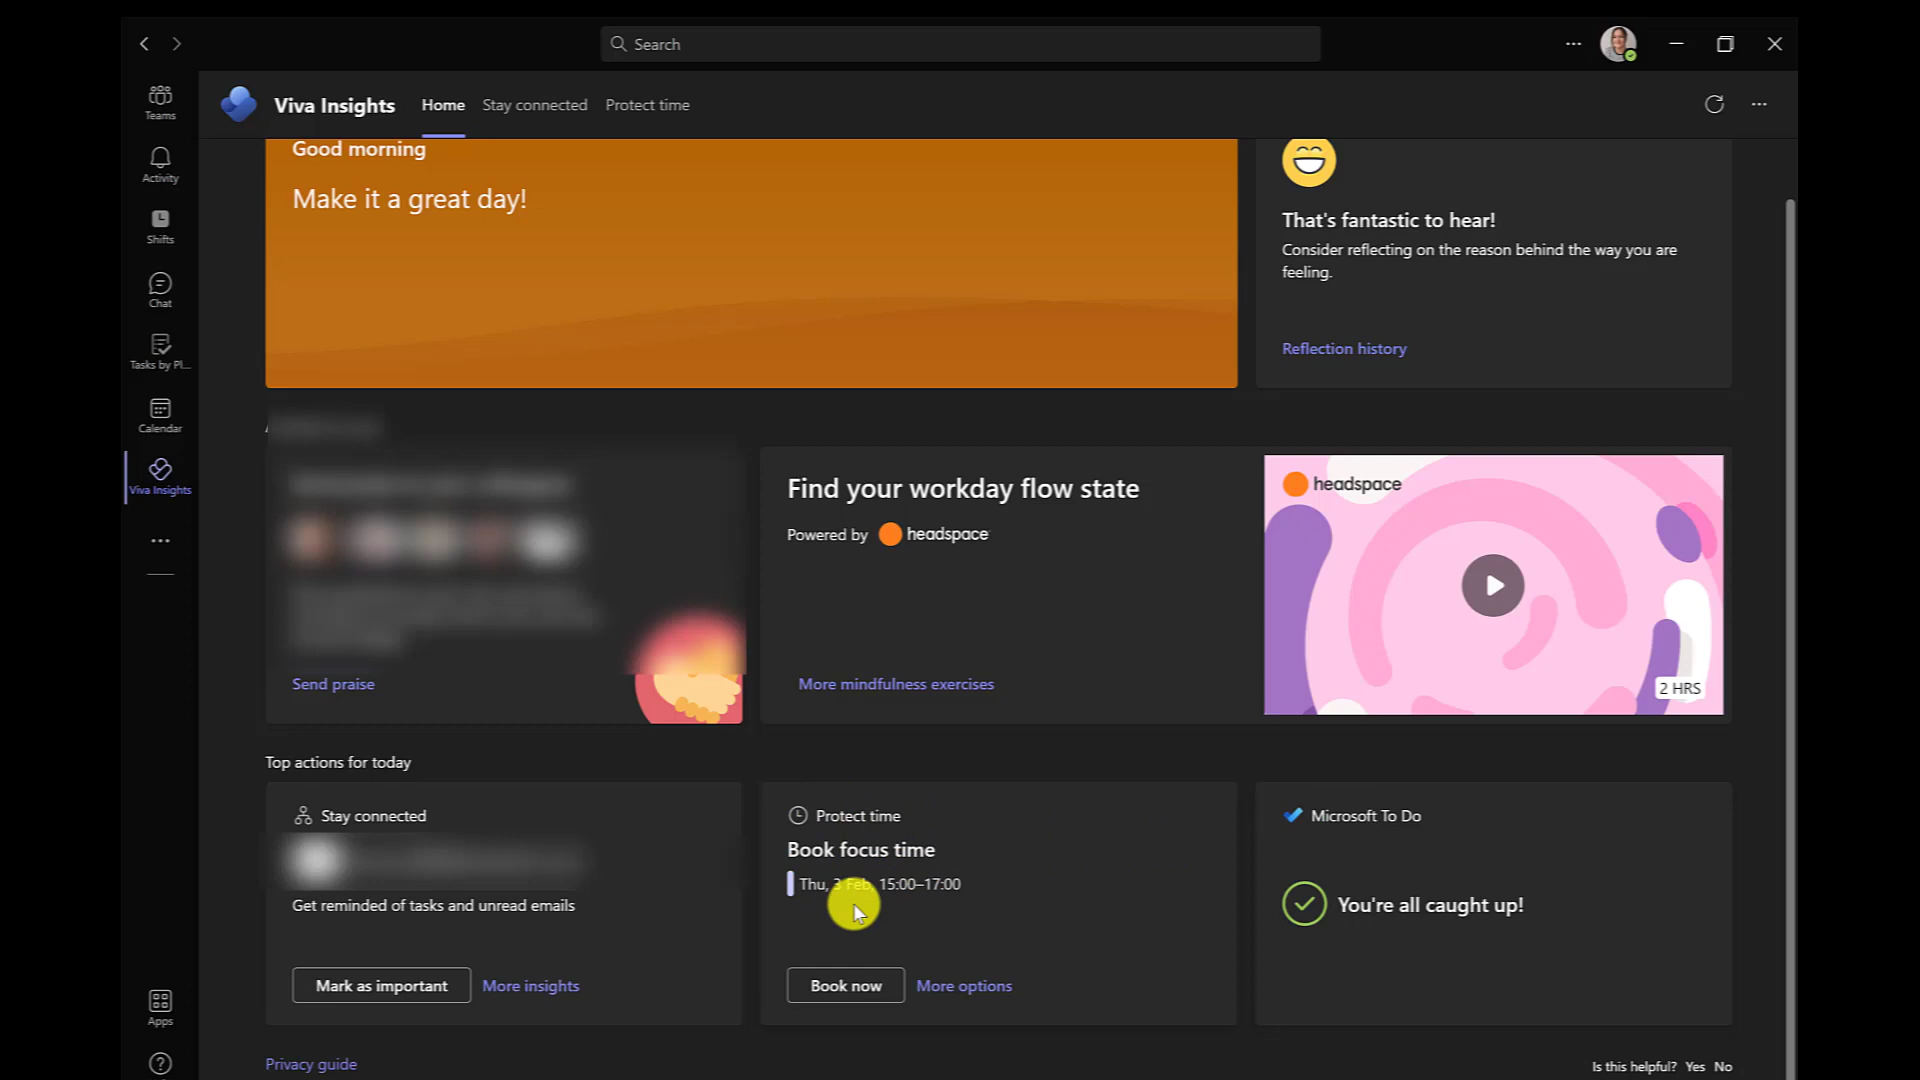 Search
Teams
Activity
Shifts
Chat
Tasks by Pl...
Calendar
Viva Insights
Apps
Viva Insights
Home
Stay connected
Protect time
Good morning
Make it a great day!
That's fantastic to hear!
Consider reflecting on the reason behind the way you are
feeling.
Reflection history
Send praise
Find your workday flow state
Powered by headspace
More mindfulness exercises
headspace
2 HRS
Top actions for today
Stay connected
Get reminded of tasks and unread emails
Mark as important
More insights
Protect time
Book focus time
Thu, 3 Feb, 15:00–17:00
Book now
More options
Microsoft To Do
You're all caught up!
Privacy guide
Is this helpful? Yes No